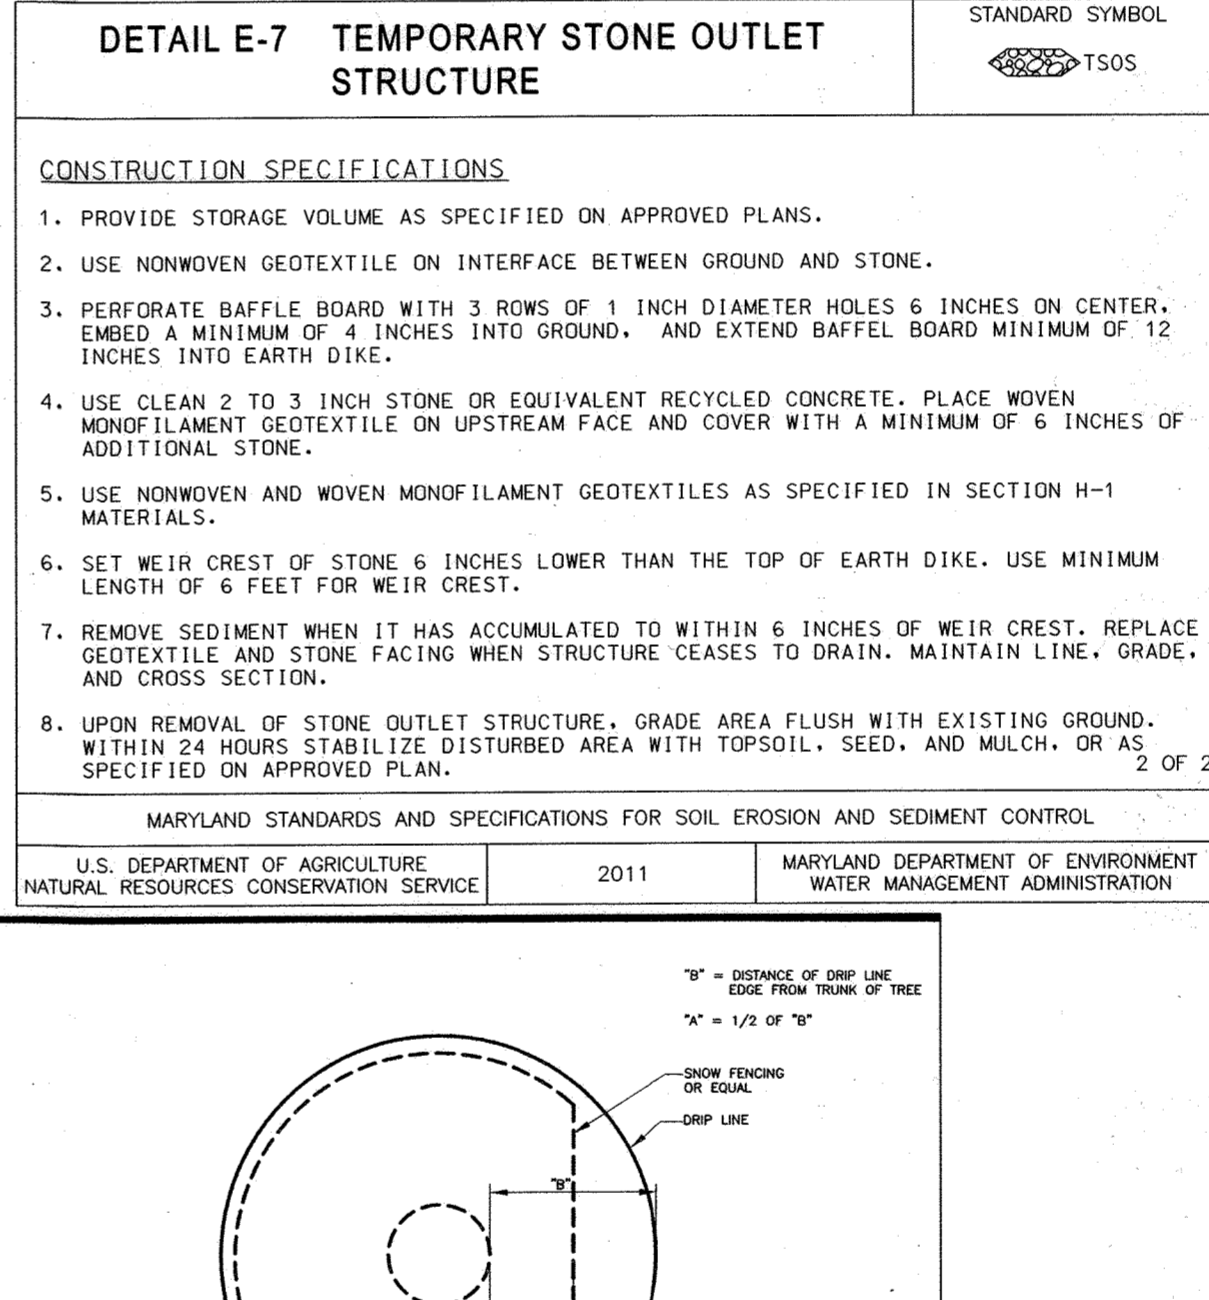 DETAIL E-7 TEMPORARY STONE OUTLET
STRUCTURE
STANDARD SYMBOL
TSOS
CONSTRUCTION SPECIFICATIONS
1. PROVIDE STORAGE VOLUME AS SPECIFIED ON APPROVED PLANS.
2. USE NONWOVEN GEOTEXTILE ON INTERFACE BETWEEN GROUND AND STONE.
3. PERFORATE BAFFLE BOARD WITH 3 ROWS OF 1 INCH DIAMETER HOLES 6 INCHES ON CENTER,
EMBED A MINIMUM OF 4 INCHES INTO GROUND, AND EXTEND BAFFEL BOARD MINIMUM OF 12
INCHES INTO EARTH DIKE.
4. USE CLEAN 2 TO 3 INCH STONE OR EQUIVALENT RECYCLED CONCRETE. PLACE WOVEN
MONOFILAMENT GEOTEXTILE ON UPSTREAM FACE AND COVER WITH A MINIMUM OF 6 INCHES OF
ADDITIONAL STONE.
5. USE NONWOVEN AND WOVEN MONOFILAMENT GEOTEXTILES AS SPECIFIED IN SECTION H-1
MATERIALS.
6. SET WEIR CREST OF STONE 6 INCHES LOWER THAN THE TOP OF EARTH DIKE. USE MINIMUM
LENGTH OF 6 FEET FOR WEIR CREST.
7. REMOVE SEDIMENT WHEN IT HAS ACCUMULATED TO WITHIN 6 INCHES OF WEIR CREST. REPLACE
GEOTEXTILE AND STONE FACING WHEN STRUCTURE CEASES TO DRAIN. MAINTAIN LINE, GRADE,
AND CROSS SECTION.
8. UPON REMOVAL OF STONE OUTLET STRUCTURE, GRADE AREA FLUSH WITH EXISTING GROUND.
WITHIN 24 HOURS STABILIZE DISTURBED AREA WITH TOPSOIL, SEED, AND MULCH, OR AS
SPECIFIED ON APPROVED PLAN.
2 OF 2
MARYLAND STANDARDS AND SPECIFICATIONS FOR SOIL EROSION AND SEDIMENT CONTROL
U.S. DEPARTMENT OF AGRICULTURE
NATURAL RESOURCES CONSERVATION SERVICE
2011
MARYLAND DEPARTMENT OF ENVIRONMENT
WATER MANAGEMENT ADMINISTRATION
"B" = DISTANCE OF DRIP LINE
EDGE FROM TRUNK OF TREE
"A" = 1/2 OF "B"
SNOW FENCING
OR EQUAL
DRIP LINE
"B"